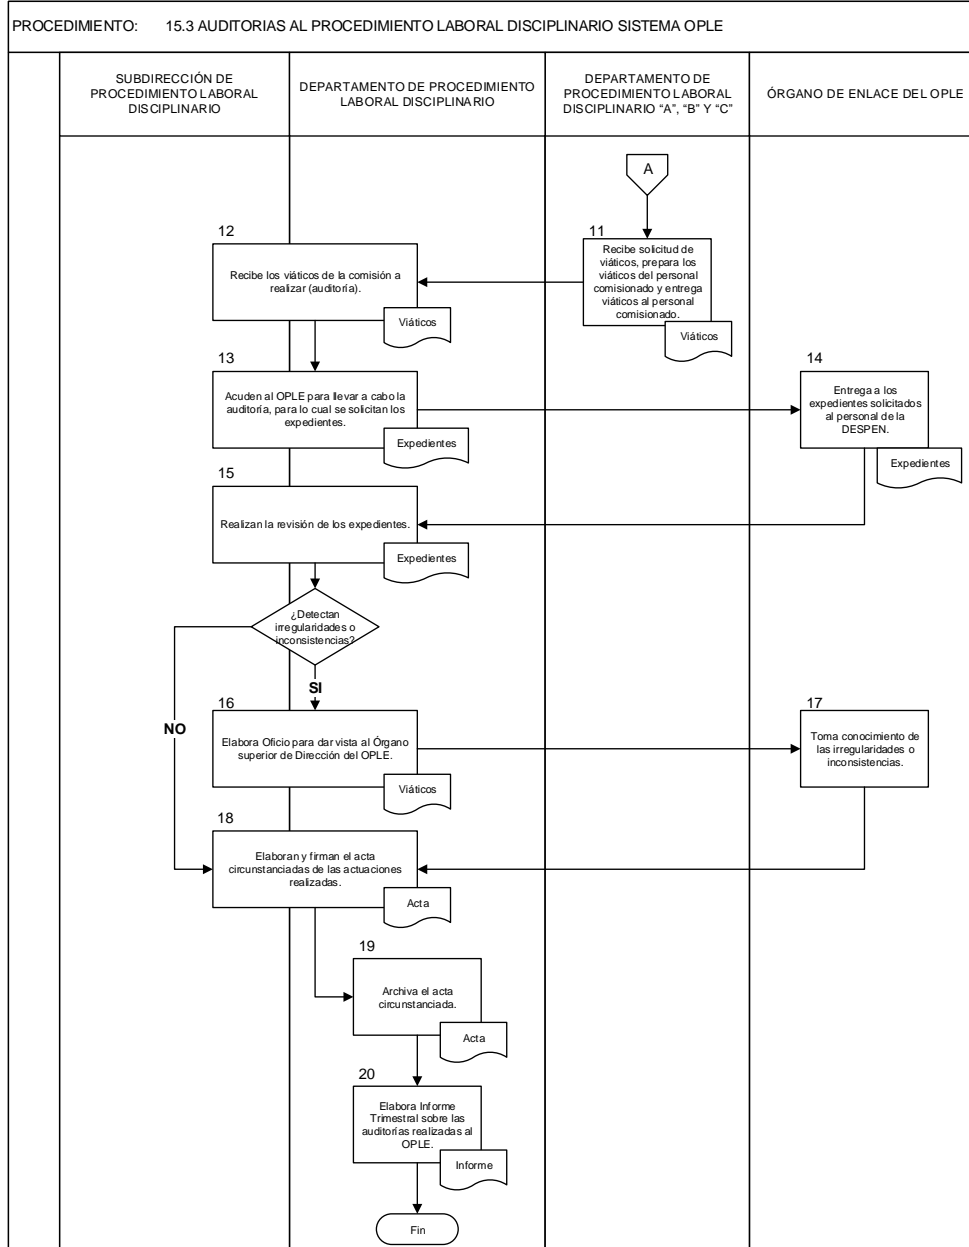 PROCEDIMIENTO: 15.3 AUDITORIAS AL PROCEDIMIENTO LABORAL DISCIPLINARIO SISTEMA OPLE
SUBDIRECCIÓN DE
PROCEDIMIENTO LABORAL
DISCIPLINARIO
DEPARTAMENTO DE PROCEDIMIENTO
LABORAL DISCIPLINARIO
DEPARTAMENTO DE
PROCEDIMIENTO LABORAL
DISCIPLINARIO “A”, “B” Y “C”
ÓRGANO DE ENLACE DEL OPLE
A
11
Recibe solicitud de
viáticos, prepara los
viáticos del personal
comisionado y entrega
viáticos al personal
comisionado.
Viáticos
12
Recibe los viáticos de la comisión a
realizar (auditoría).
Viáticos
13
Acuden al OPLE para llevar a cabo la
auditoría, para lo cual se solicitan los
expedientes.
Expedientes
14
Entrega a los
expedientes solicitados
al personal de la
DESPEN.
Expedientes
15
Realizan la revisión de los expedientes.
Expedientes
¿Detectan
irregularidades o
inconsistencias?
SI
NO
16
Elabora Oficio para dar vista al Órgano
superior de Dirección del OPLE.
Viáticos
17
Toma conocimiento de
las irregularidades o
inconsistencias.
18
Elaboran y firman el acta
circunstanciadas de las actuaciones
realizadas.
Acta
19
Archiva el acta
circunstanciada.
Acta
20
Elabora Informe
Trimestral sobre las
auditorías realizadas al
OPLE.
Informe
Fin